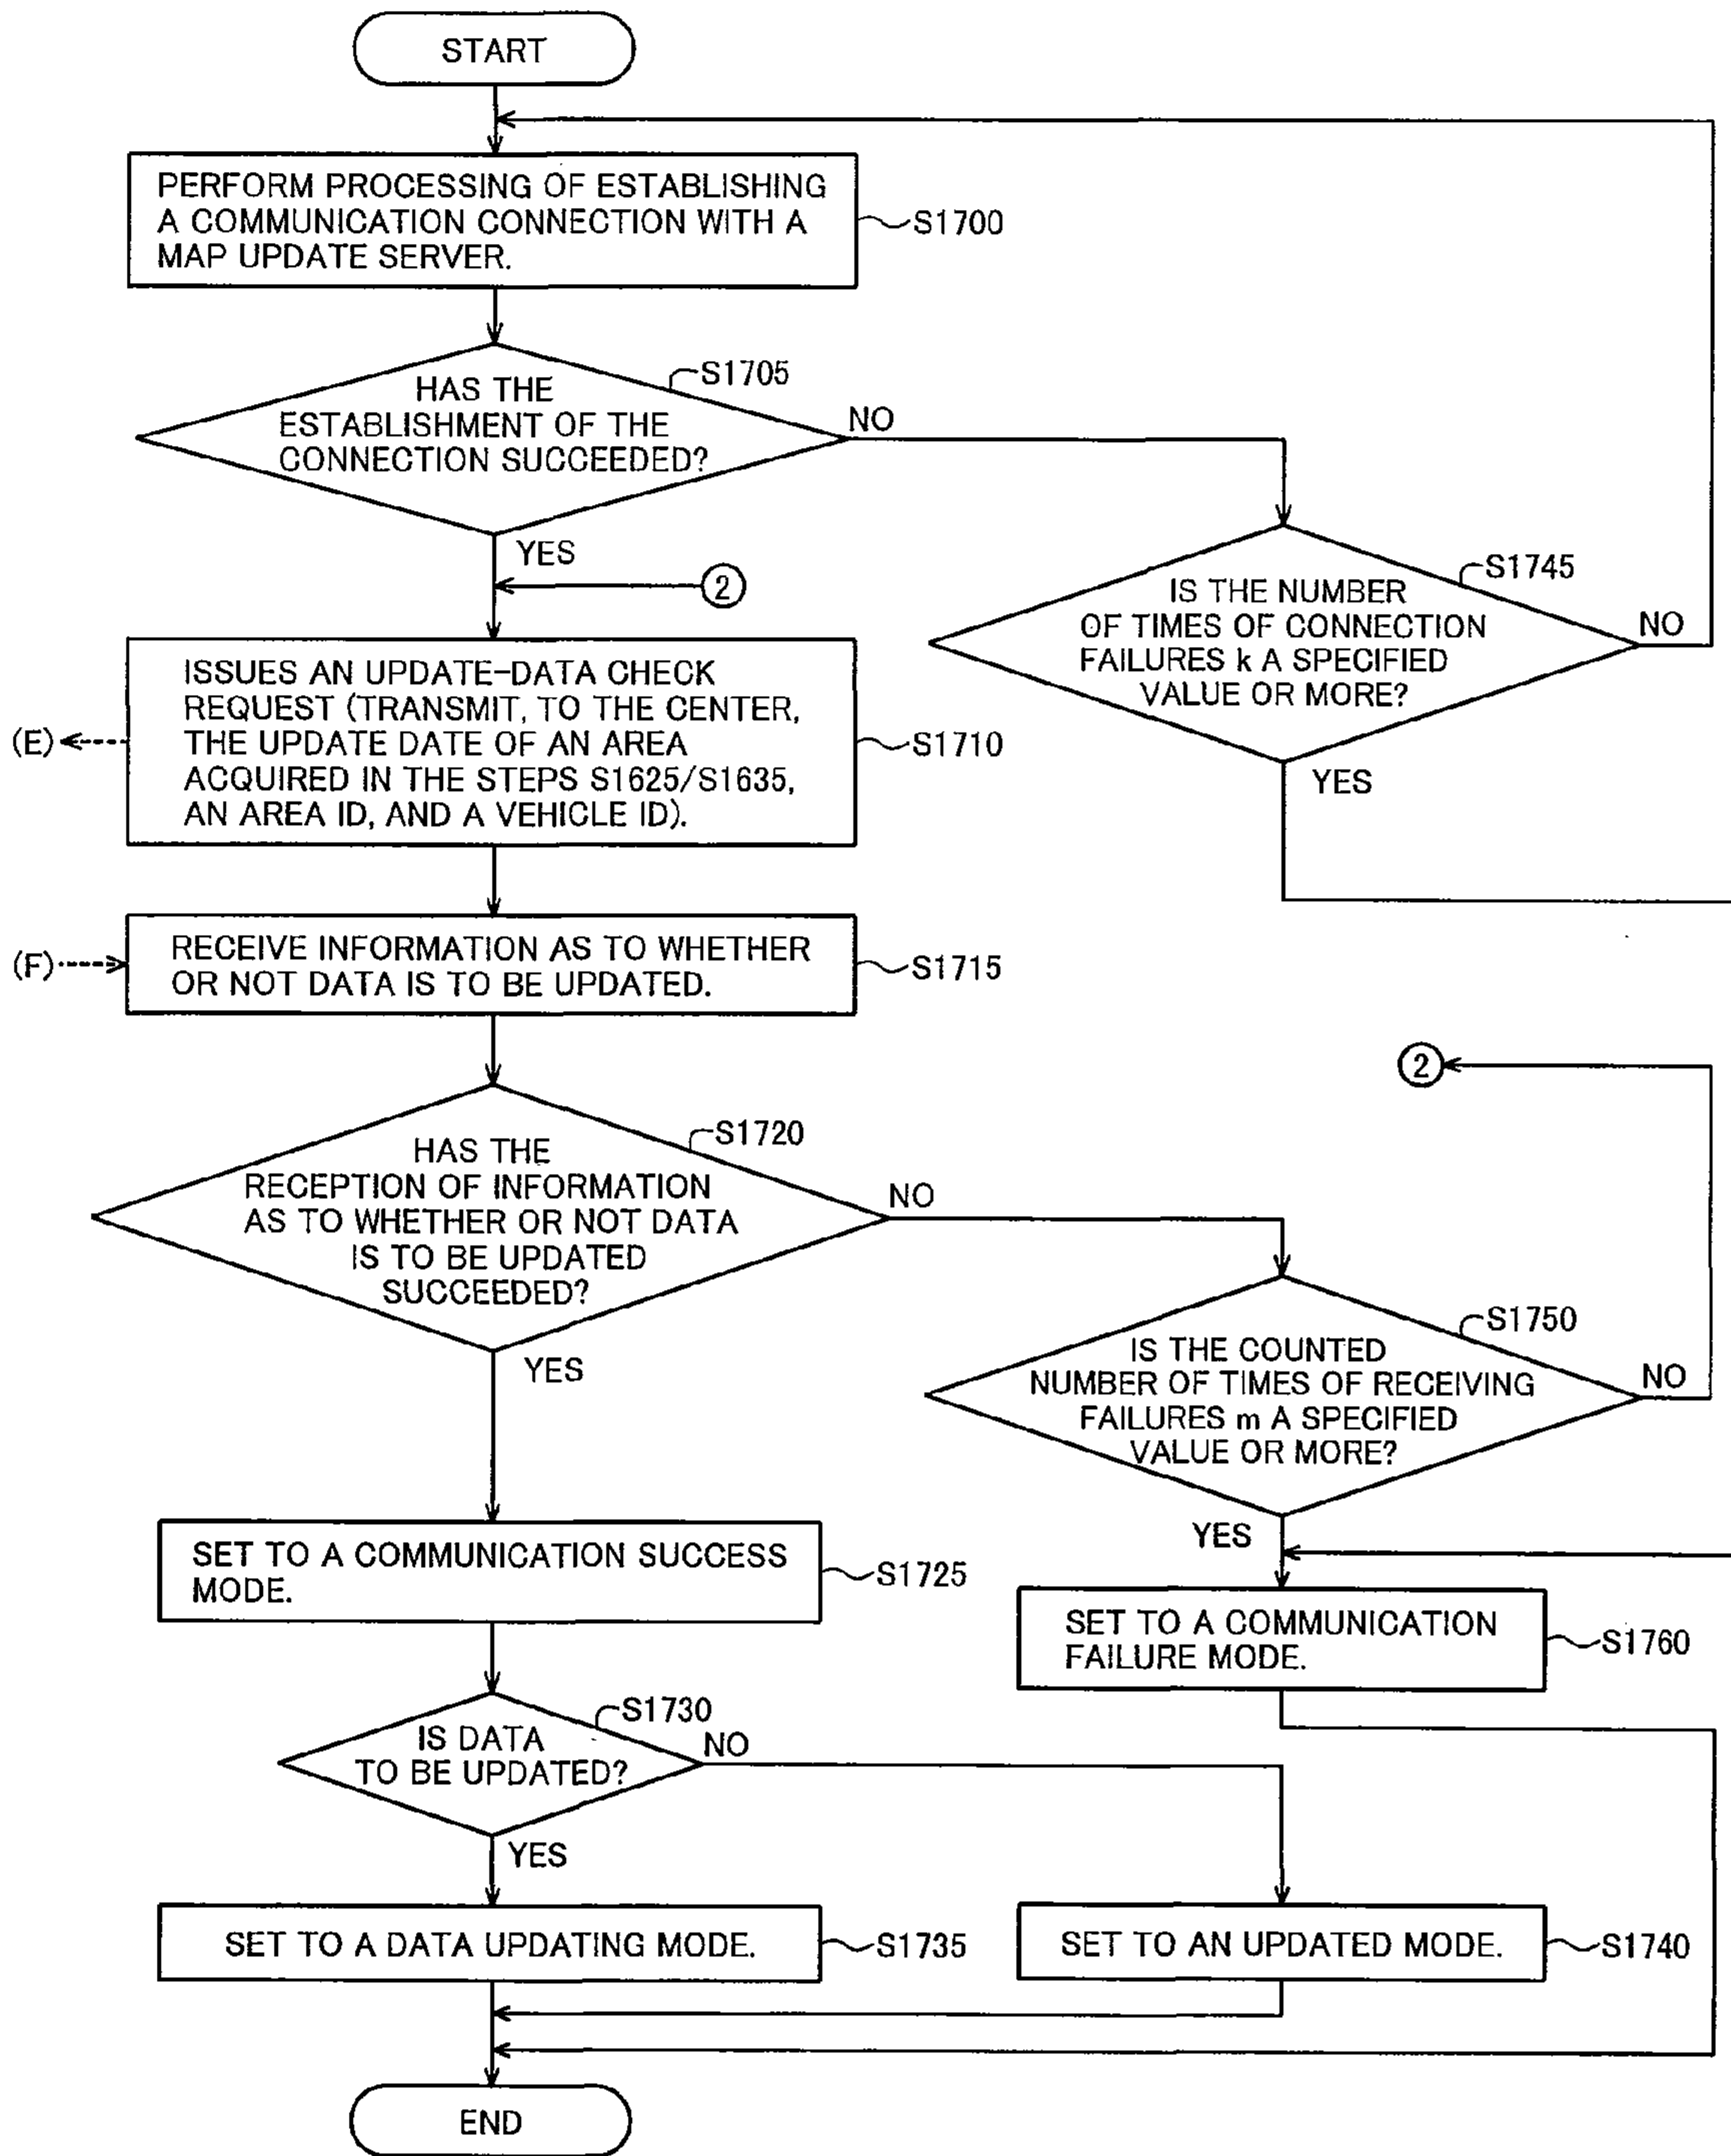 START
PERFORM PROCESSING OF ESTABLISHING
A COMMUNICATION CONNECTION WITH A
MAP UPDATE SERVER.
S1700
S1705
HAS THE
ESTABLISHMENT OF THE
CONNECTION SUCCEEDED?
NO
YES
2
S1745
IS THE NUMBER
OF TIMES OF CONNECTION
FAILURES k A SPECIFIED
VALUE OR MORE?
NO
YES
ISSUES AN UPDATE-DATA CHECK
REQUEST (TRANSMIT, TO THE CENTER,
THE UPDATE DATE OF AN AREA
ACQUIRED IN THE STEPS S1625/S1635,
AN AREA ID, AND A VEHICLE ID).
(E)
S1710
RECEIVE INFORMATION AS TO WHETHER
OR NOT DATA IS TO BE UPDATED.
(F)
S1715
2
S1720
HAS THE
RECEPTION OF INFORMATION
AS TO WHETHER OR NOT DATA
IS TO BE UPDATED
SUCCEEDED?
NO
YES
S1750
IS THE COUNTED
NUMBER OF TIMES OF RECEIVING
FAILURES m A SPECIFIED
VALUE OR MORE?
NO
YES
SET TO A COMMUNICATION SUCCESS
MODE.
S1725
SET TO A COMMUNICATION
FAILURE MODE.
S1760
S1730
IS DATA
TO BE UPDATED?
NO
YES
SET TO A DATA UPDATING MODE.
S1735
SET TO AN UPDATED MODE.
S1740
END